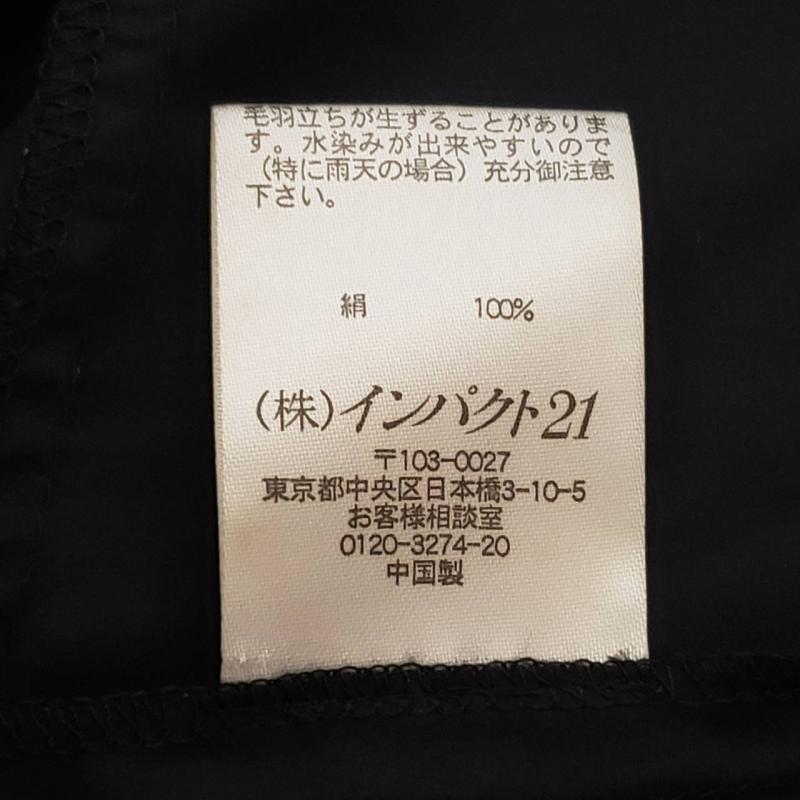 毛羽立ちが生ずることがありま
す。水染みが出来やすいので
（特に雨天の場合）充分御注意
下さい。
絹 100%
（株）インパクト21
〒103-0027
東京都中央区日本橋3-10-5
お客様相談室
0120-3274-20
中国製